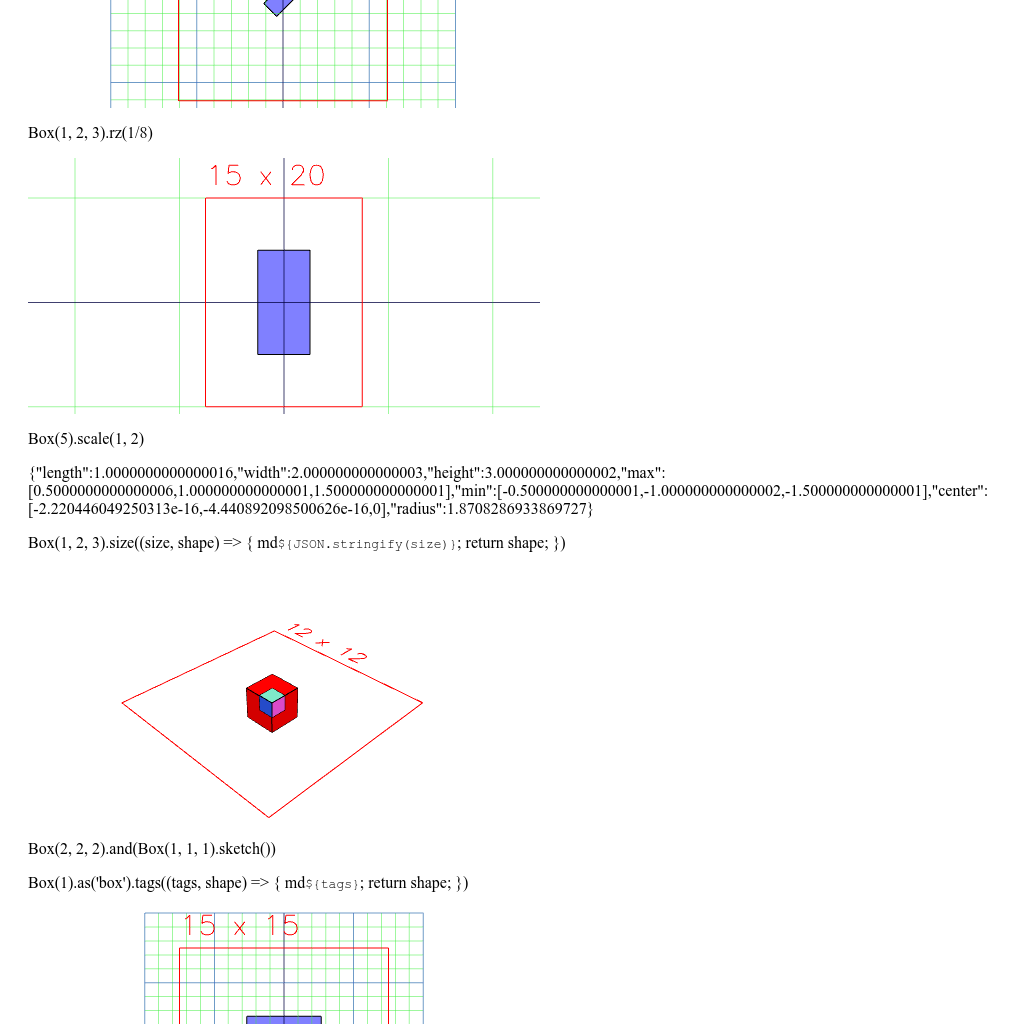 Box(1, 2, 3).rz(1/8)
15 x 20
Box(5).scale(1, 2)
{"length":1.0000000000000016,"width":2.000000000000003,"height":3.000000000000002,"max":
[0.5000000000000006,1.000000000000001,1.500000000000001],"min":[-0.500000000000001,-1.000000000000002,-1.500000000000001],"center":
[-2.220446049250313e-16,-4.440892098500626e-16,0],"radius":1.8708286933869727}
Box(1, 2, 3).size((size, shape) => { md${JSON.stringify(size)}; return shape; })
12 x 12
Box(2, 2, 2).and(Box(1, 1, 1).sketch())
Box(1).as('box').tags((tags, shape) => { md${tags}; return shape; })
15 x 15